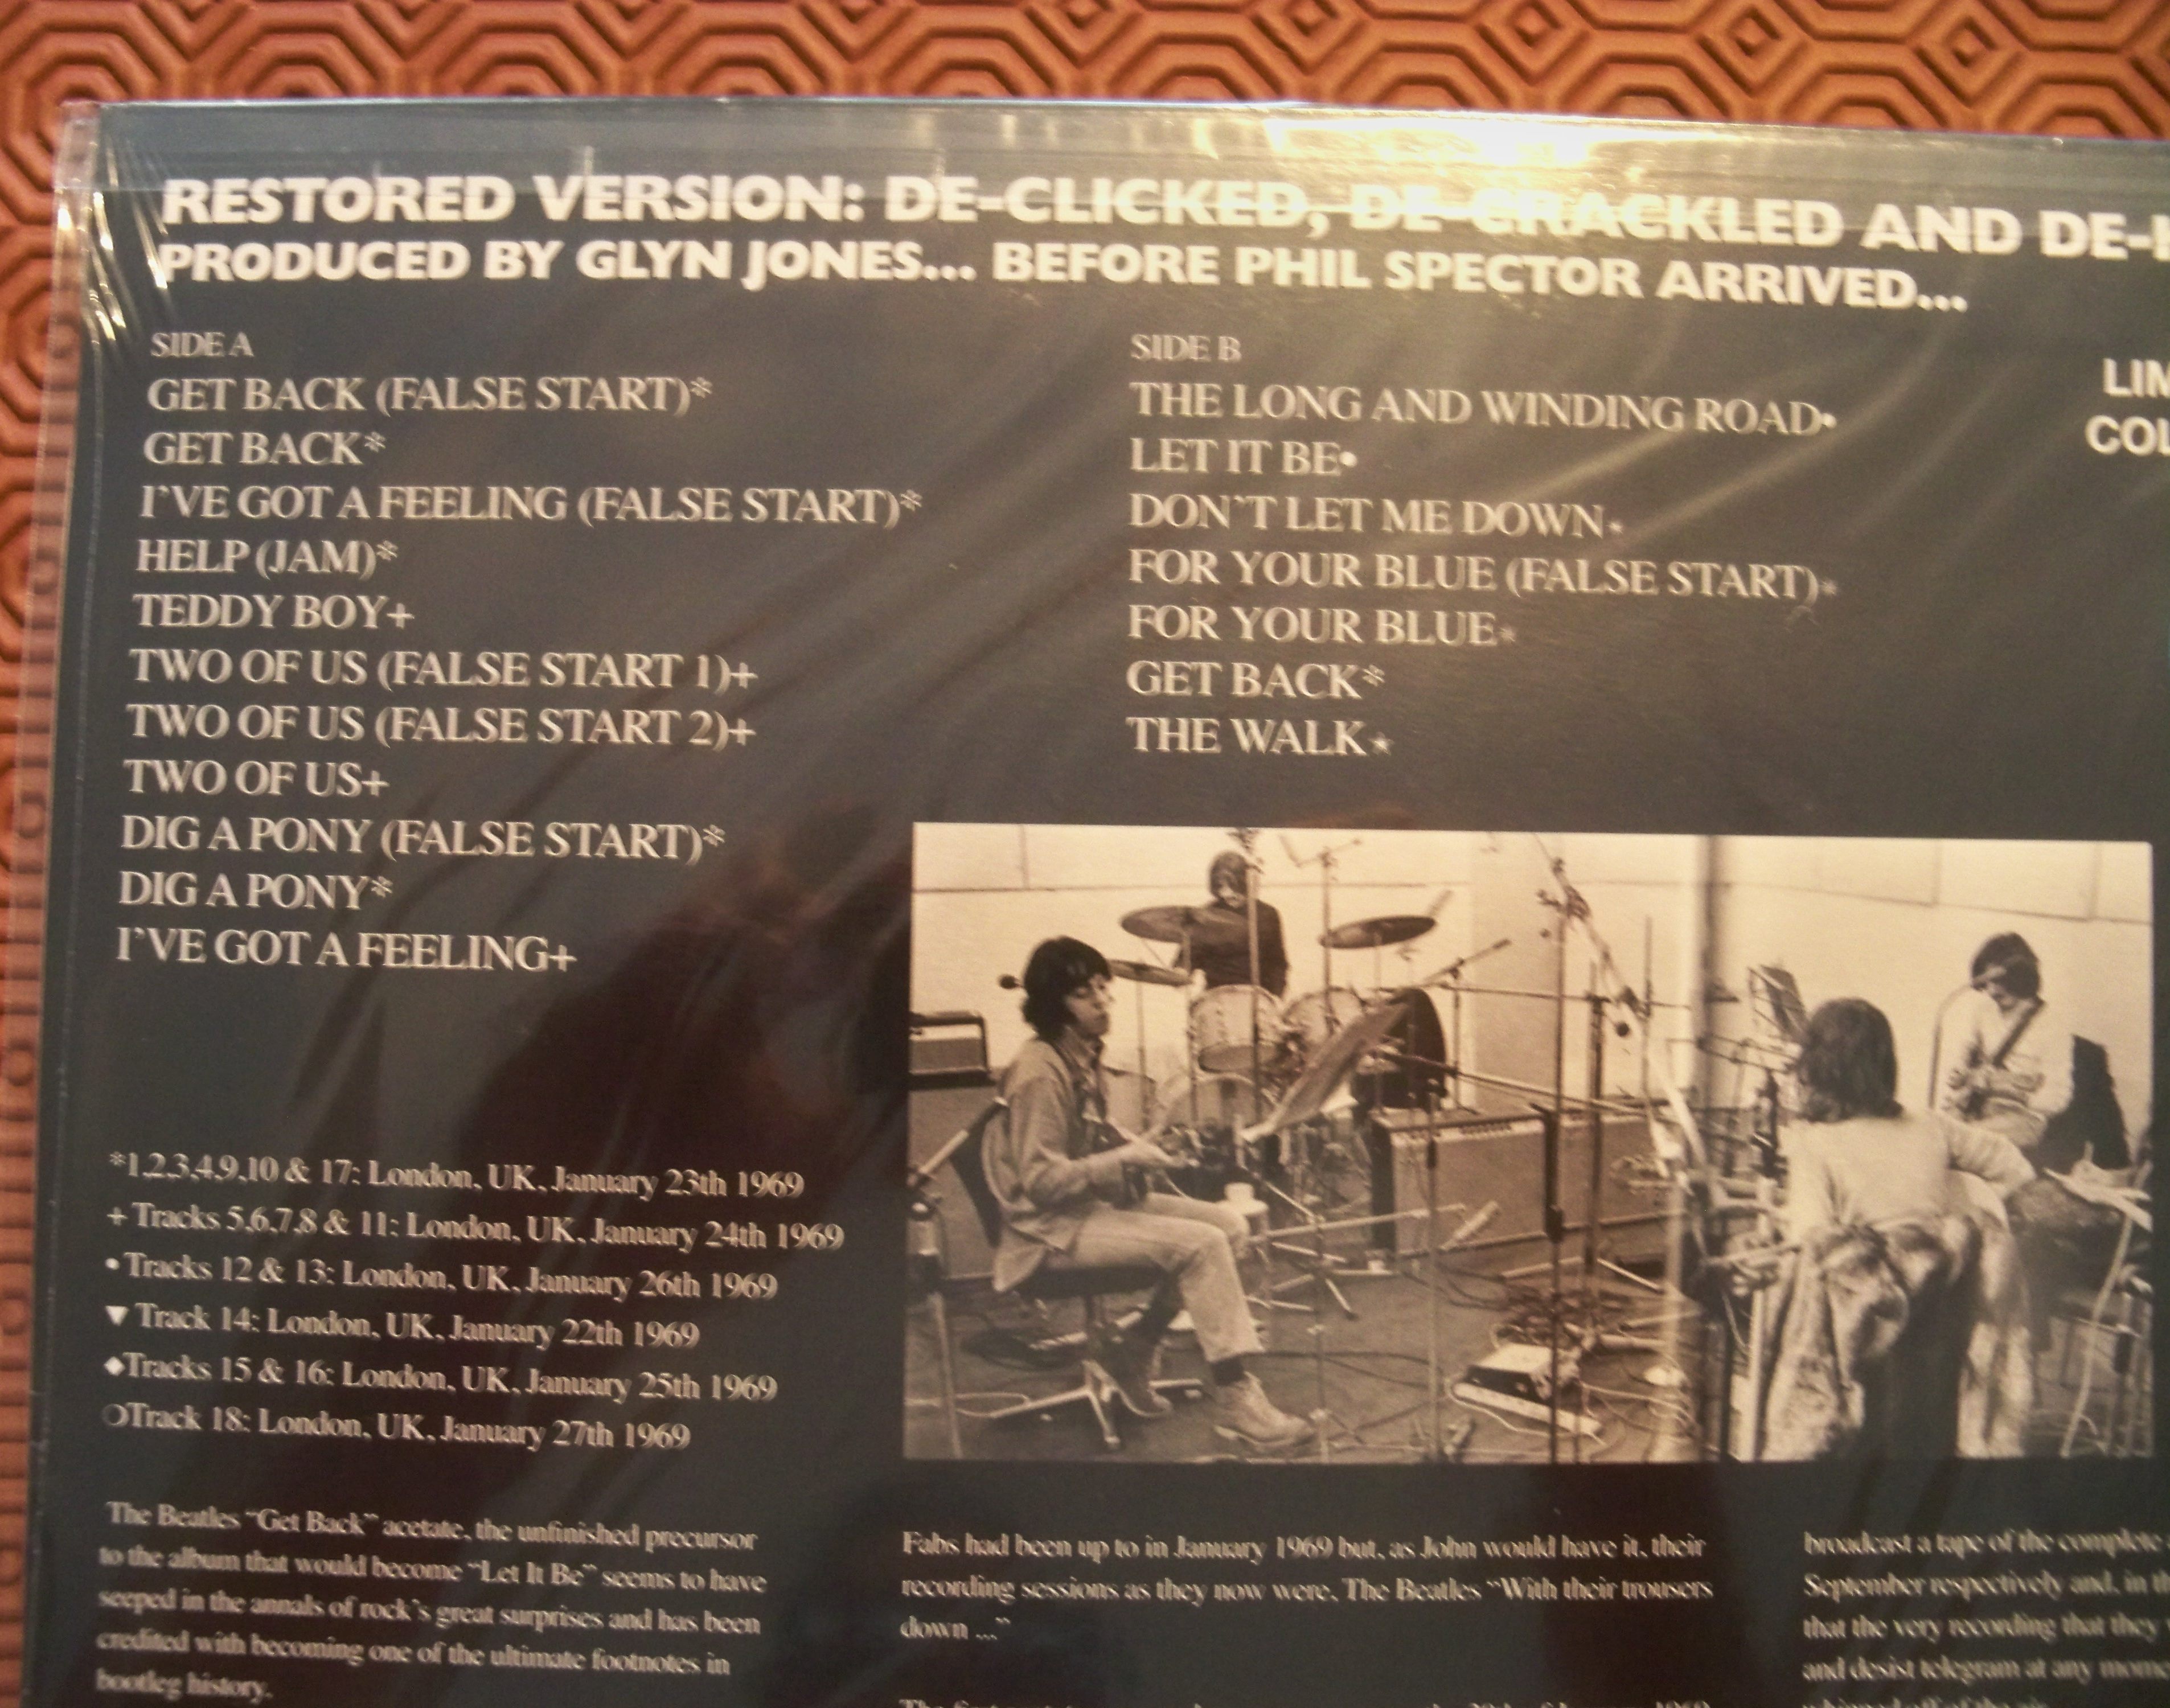 RESTORED VERSION: DE-CLICKED, DE-CRACKLED AND DE-
PRODUCED BY GLYN JONES... BEFORE PHIL SPECTOR ARRIVED...
SIDE A
GET BACK (FALSE START)*
GET BACK*
I'VE GOT A FEELING (FALSE START)*
HELP (JAM)*
TEDDY BOY+
TWO OF US (FALSE START 1)+
TWO OF US (FALSE START 2)+
TWO OF US+
DIG A PONY (FALSE START)*
DIG A PONY*
I'VE GOT A FEELING+
SIDE B
THE LONG AND WINDING ROAD•
LET IT BE•
DON'T LET ME DOWN⋆
FOR YOUR BLUE (FALSE START)⋆
FOR YOUR BLUE⋆
GET BACK*
THE WALK⋆
LIM
COL
*1,2,3,4,9,10 & 17: London, UK, January 23th 1969
+ Tracks 5,6,7,8 & 11: London, UK, January 24th 1969
• Tracks 12 & 13: London, UK, January 26th 1969
▼ Track 14: London, UK, January 22th 1969
◆Tracks 15 & 16: London, UK, January 25th 1969
❍Track 18: London, UK, January 27th 1969
The Beatles "Get Back" acetate, the unfinished precursor
to the album that would become "Let It Be" seems to have
seeped in the annals of rock's great surprises and has been
credited with becoming one of the ultimate footnotes in
bootleg history.
Fabs had been up to in January 1969 but, as John would have it, their
recording sessions as they now were, The Beatles "With their trousers
down ..."
broadcast a tape of the complete
September respectively and, in
that the very recording that they
and desist telegram at any